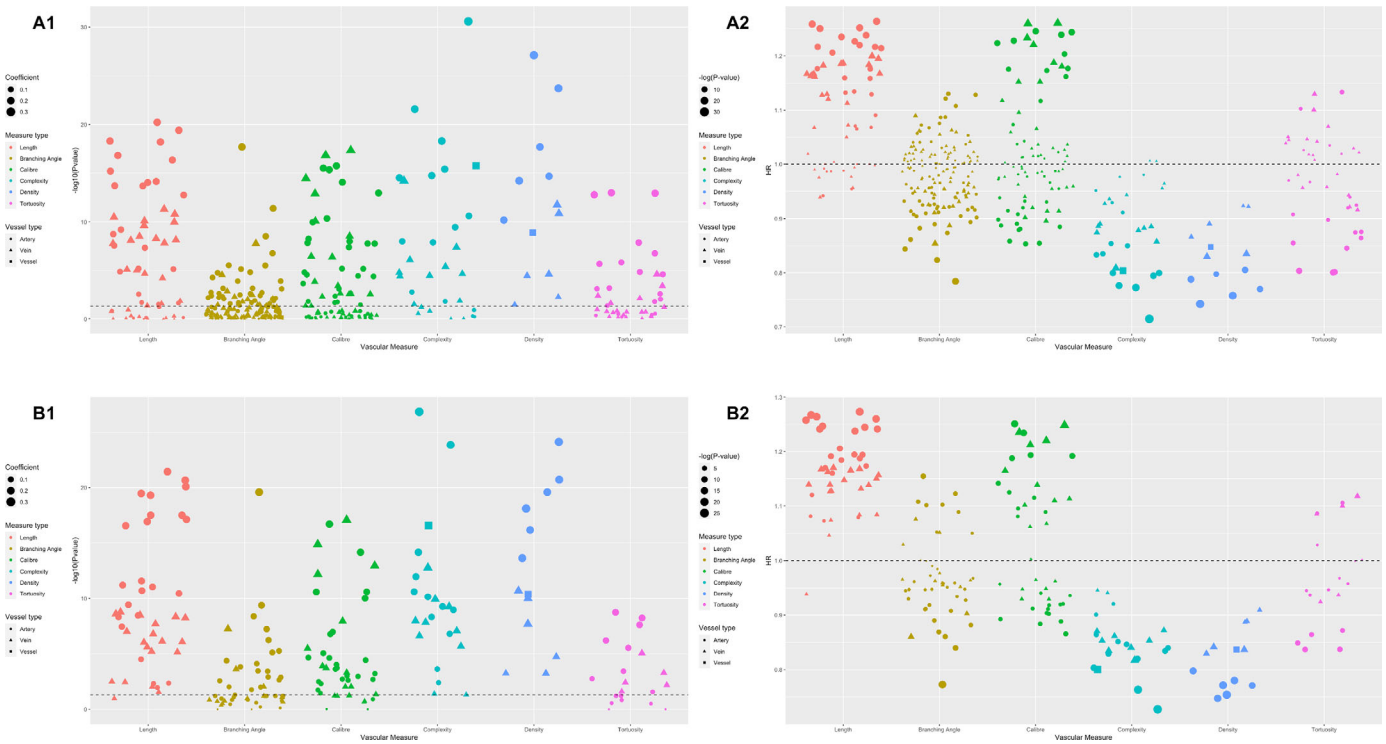 A1
Coefficient
0.1
0.2
0.3
Measure type
Length
Branching Angle
Calibre
Complexity
Density
Tortuosity
Vessel type
Artery
Vein
Vessel
-log10(Pvalue)
30
20
10
0
Length Branching Angle Calibre Complexity Density Tortuosity
Vascular Measure
A2
-log(P-value)
10
20
30
Measure type
Length
Branching Angle
Calibre
Complexity
Density
Tortuosity
Vessel type
Artery
Vein
Vessel
HR
1.2
1.1
1.0
0.9
0.8
0.7
Length Branching Angle Calibre Complexity Density Tortuosity
Vascular Measure
B1
Coefficient
0.1
0.2
0.3
Measure type
Length
Branching Angle
Calibre
Complexity
Density
Tortuosity
Vessel type
Artery
Vein
Vessel
-log10(Pvalue)
20
10
0
Length Branching Angle Calibre Complexity Density Tortuosity
Vascular Measure
B2
-log(P-value)
5
10
15
20
25
Measure type
Length
Branching Angle
Calibre
Complexity
Density
Tortuosity
Vessel type
Artery
Vein
Vessel
HR
1.2
1.2
1.1
1.0
0.9
0.8
0.8
Length Branching Angle Calibre Complexity Density Tortuosity
Vascular Measure